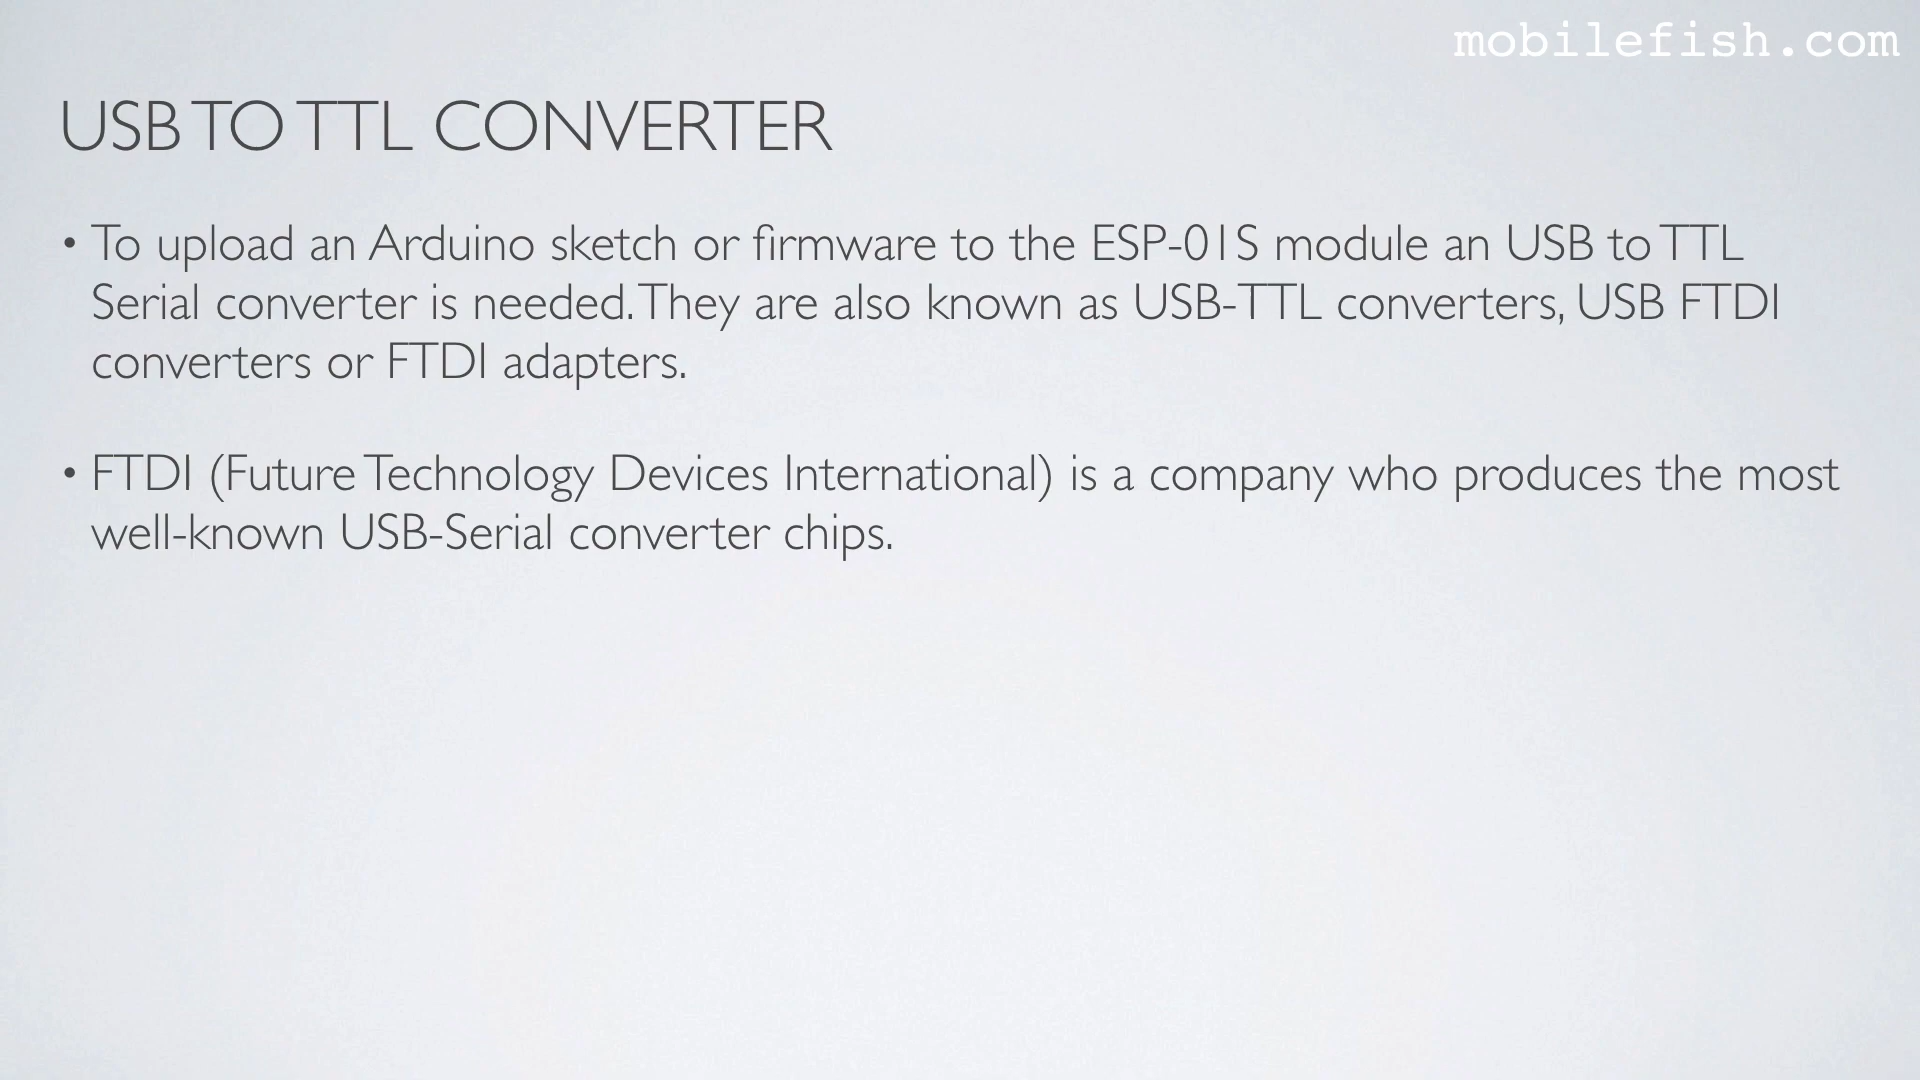 mobilefish.com
USB TO TTL CONVERTER
• To upload an Arduino sketch or firmware to the ESP-01S module an USB to TTL
Serial converter is needed. They are also known as USB-TTL converters, USB FTDI
converters or FTDI adapters.
• FTDI (Future Technology Devices International) is a company who produces the most
well-known USB-Serial converter chips.